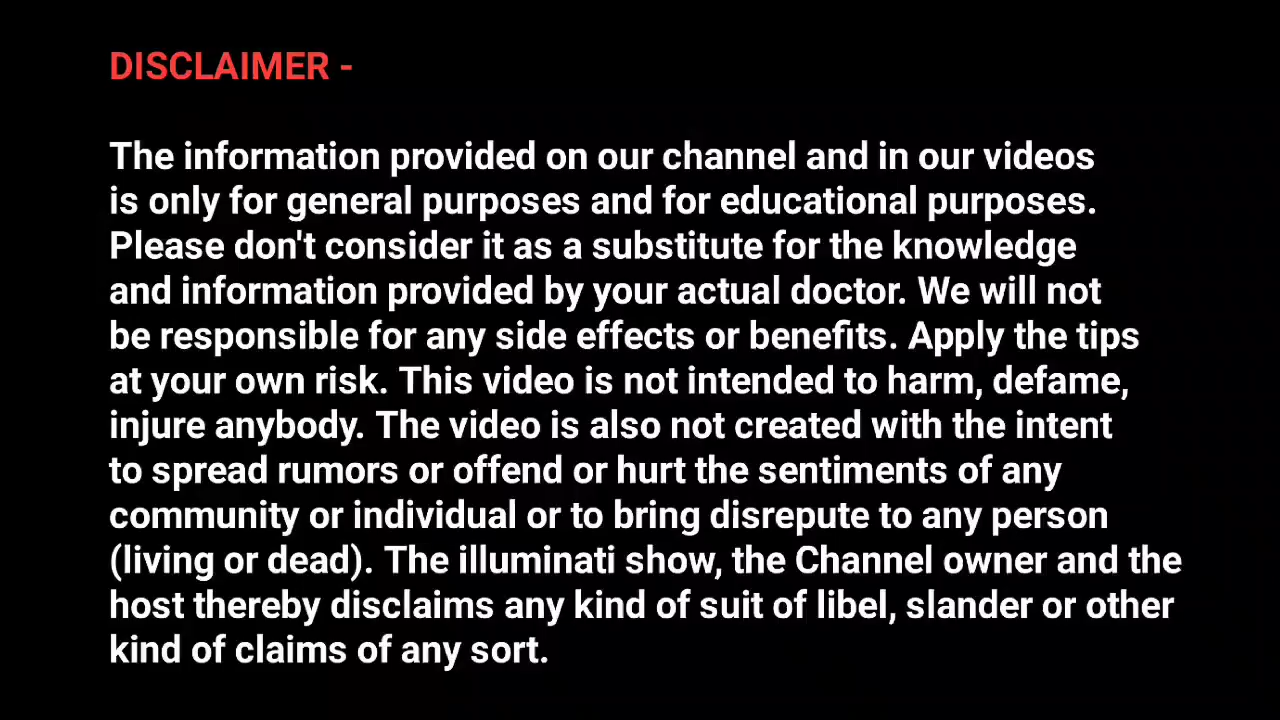 DISCLAIMER -
The information provided on our channel and in our videos
is only for general purposes and for educational purposes.
Please don't consider it as a substitute for the knowledge
and information provided by your actual doctor. We will not
be responsible for any side effects or benefits. Apply the tips
at your own risk. This video is not intended to harm, defame,
injure anybody. The video is also not created with the intent
to spread rumors or offend or hurt the sentiments of any
community or individual or to bring disrepute to any person
(living or dead). The illuminati show, the Channel owner and the
host thereby disclaims any kind of suit of libel, slander or other
kind of claims of any sort.